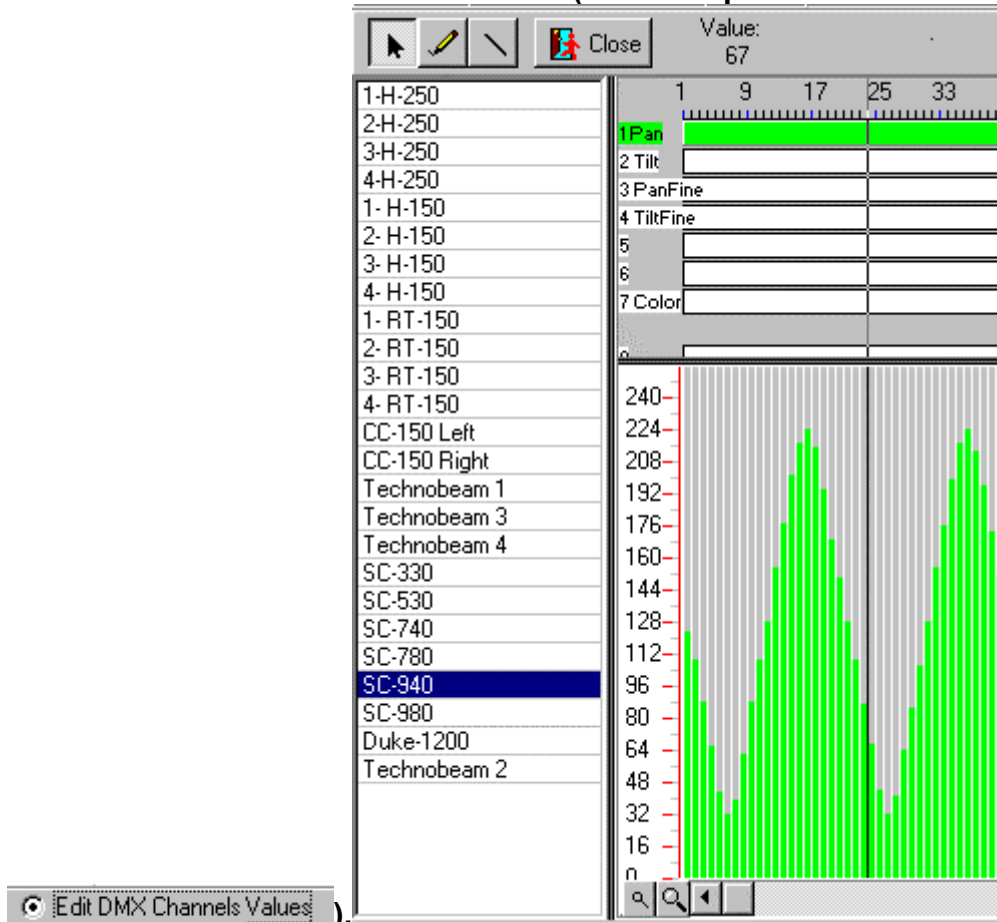 Close
Value:
67
1-H-250
2-H-250
3-H-250
4-H-250
1- H-150
2- H-150
3- H-150
4- H-150
1- RT-150
2- RT-150
3- RT-150
4- RT-150
CC-150 Left
CC-150 Right
Technobeam 1
Technobeam 3
Technobeam 4
SC-330
SC-530
SC-740
SC-780
SC-940
SC-980
Duke-1200
Technobeam 2
1 9 17 25 33
1Pan
2 Tilt
3 PanFine
4 TiltFine
5
6
7 Color
240
224
208
192
176
160
144
128
112
96
80
64
48
32
16
0
Edit DMX Channels Values ).